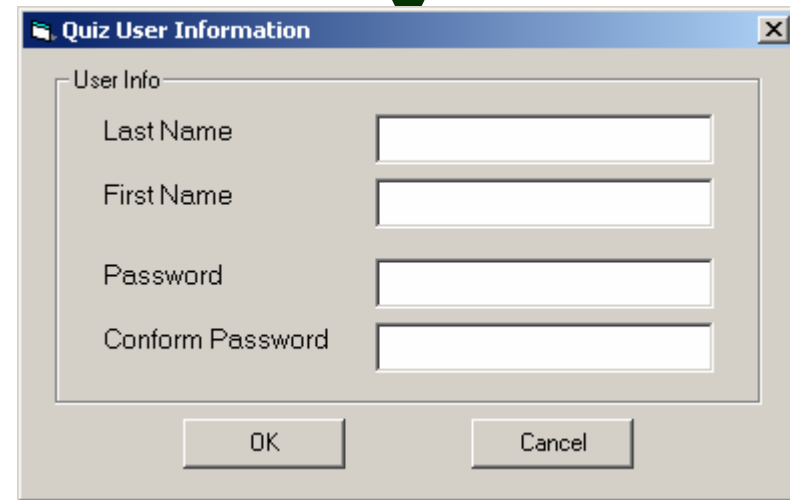 Quiz User Information
User Info
Last Name
First Name
Password
Conform Password
OK Cancel